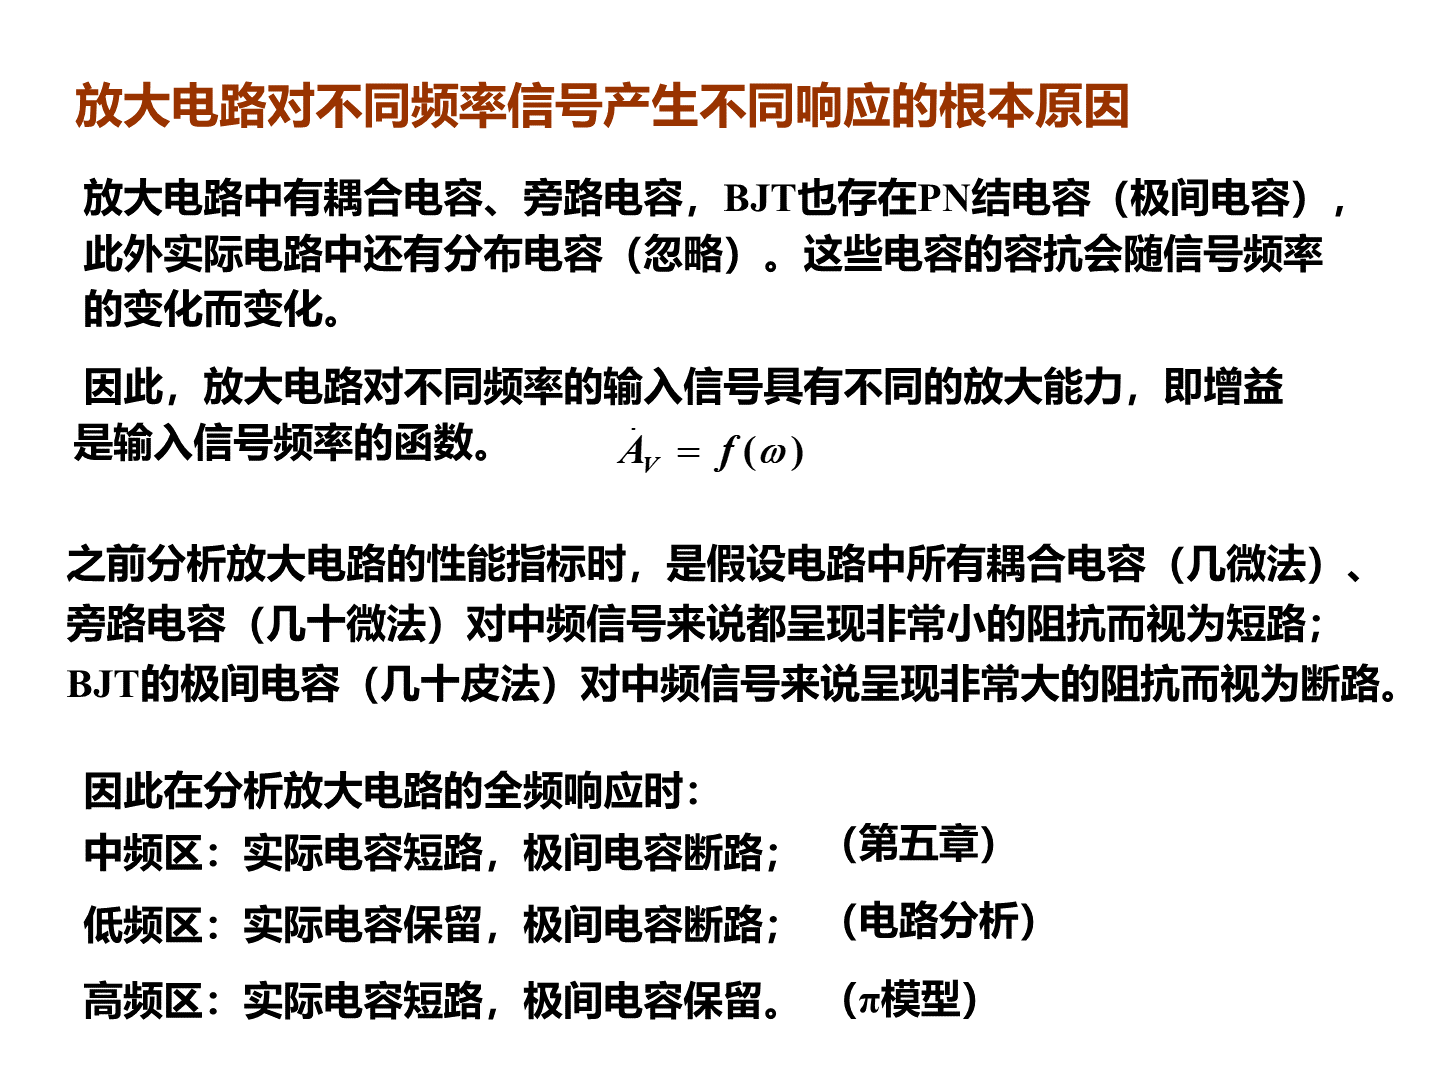 放大电路对不同频率信号产生不同响应的根本原因
放大电路中有耦合电容、旁路电容，BJT也存在PN结电容（极间电容），
此外实际电路中还有分布电容（忽略）。这些电容的容抗会随信号频率
的变化而变化。
因此，放大电路对不同频率的输入信号具有不同的放大能力，即增益
是输入信号频率的函数。 Ȧ_V = f(ω)
之前分析放大电路的性能指标时，是假设电路中所有耦合电容（几微法）、
旁路电容（几十微法）对中频信号来说都呈现非常小的阻抗而视为短路；
BJT的极间电容（几十皮法）对中频信号来说呈现非常大的阻抗而视为断路。
因此在分析放大电路的全频响应时：
中频区：实际电容短路，极间电容断路； （第五章）
低频区：实际电容保留，极间电容断路； （电路分析）
高频区：实际电容短路，极间电容保留。 （π模型）